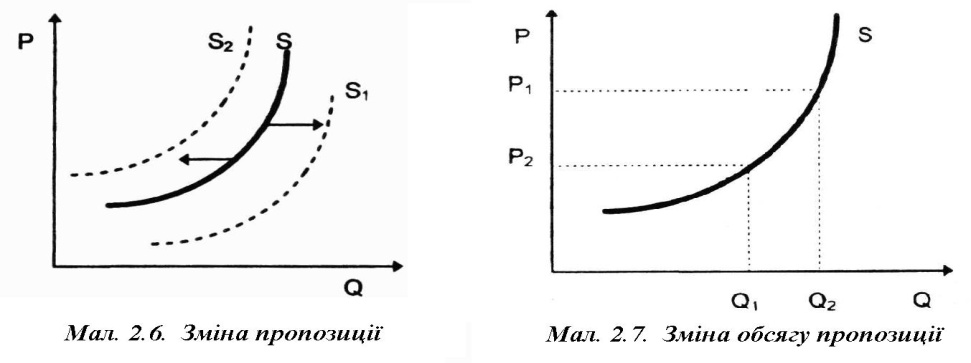 P
S₂
S
S₁
Q
Мал. 2.6. Зміна пропозиції
P
S
P₁
P₂
Q₁
Q₂
Q
Мал. 2.7. Зміна обсягу пропозиції